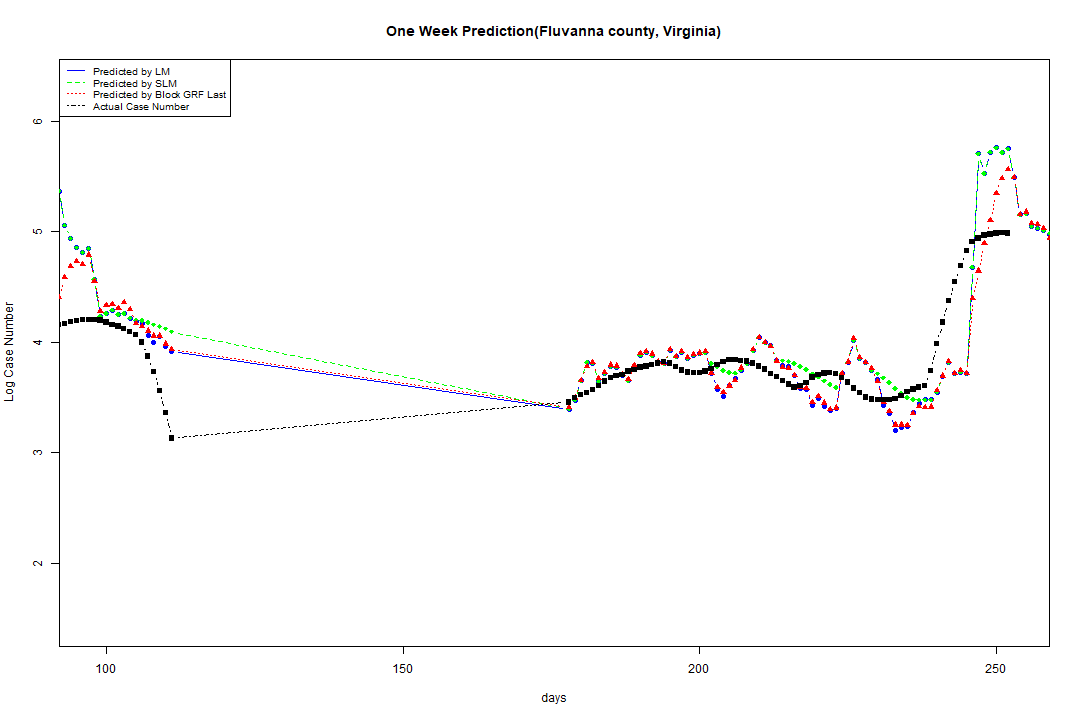 One Week Prediction(Fluvanna county, Virginia)
Predicted by LM
Predicted by SLM
Predicted by Block GRF Last
Actual Case Number
Log Case Number
6
5
4
3
2
100 150 200 250
days